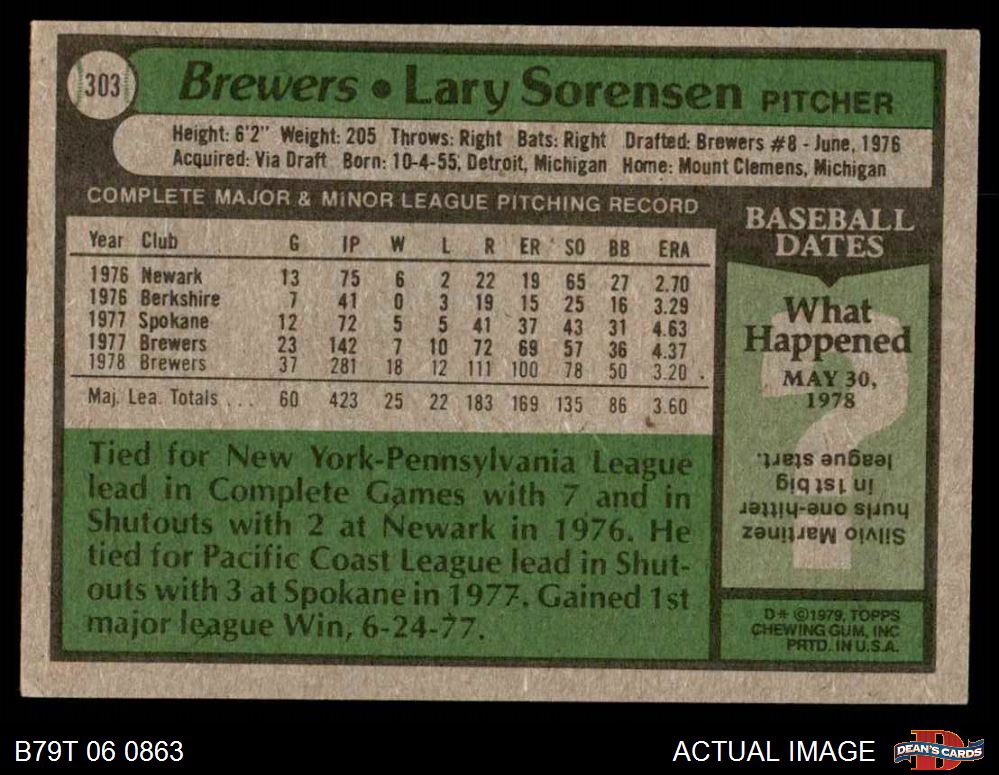 303
Brewers • Lary Sorensen PITCHER
Height: 6'2" Weight: 205 Throws: Right Bats: Right Drafted: Brewers #8 - June, 1976
Acquired: Via Draft Born: 10-4-55, Detroit, Michigan Home: Mount Clemens, Michigan
COMPLETE MAJOR & MINOR LEAGUE PITCHING RECORD
Year Club G IP W L R ER SO BB ERA
1976 Newark 13 75 6 2 22 19 65 27 2.70
1976 Berkshire 7 41 0 3 19 15 25 16 3.29
1977 Spokane 12 72 5 5 41 37 43 31 4.63
1977 Brewers 23 142 7 10 72 69 57 36 4.37
1978 Brewers 37 281 18 12 111 100 78 50 3.20
Maj. Lea. Totals . . . 60 423 25 22 183 169 135 86 3.60
Tied for New York-Pennsylvania League
lead in Complete Games with 7 and in
Shutouts with 2 at Newark in 1976. He
tied for Pacific Coast League lead in Shut-
outs with 3 at Spokane in 1977. Gained 1st
major league Win, 6-24-77.
BASEBALL
DATES
What
Happened
MAY 30,
1978
Silvio Martinez
hurls one-hitter
in 1st big
league start.
D* ©1979, TOPPS
CHEWING GUM, INC
PRTD. IN U.S.A.
B79T 06 0863
ACTUAL IMAGE
D
DEAN'S CARDS